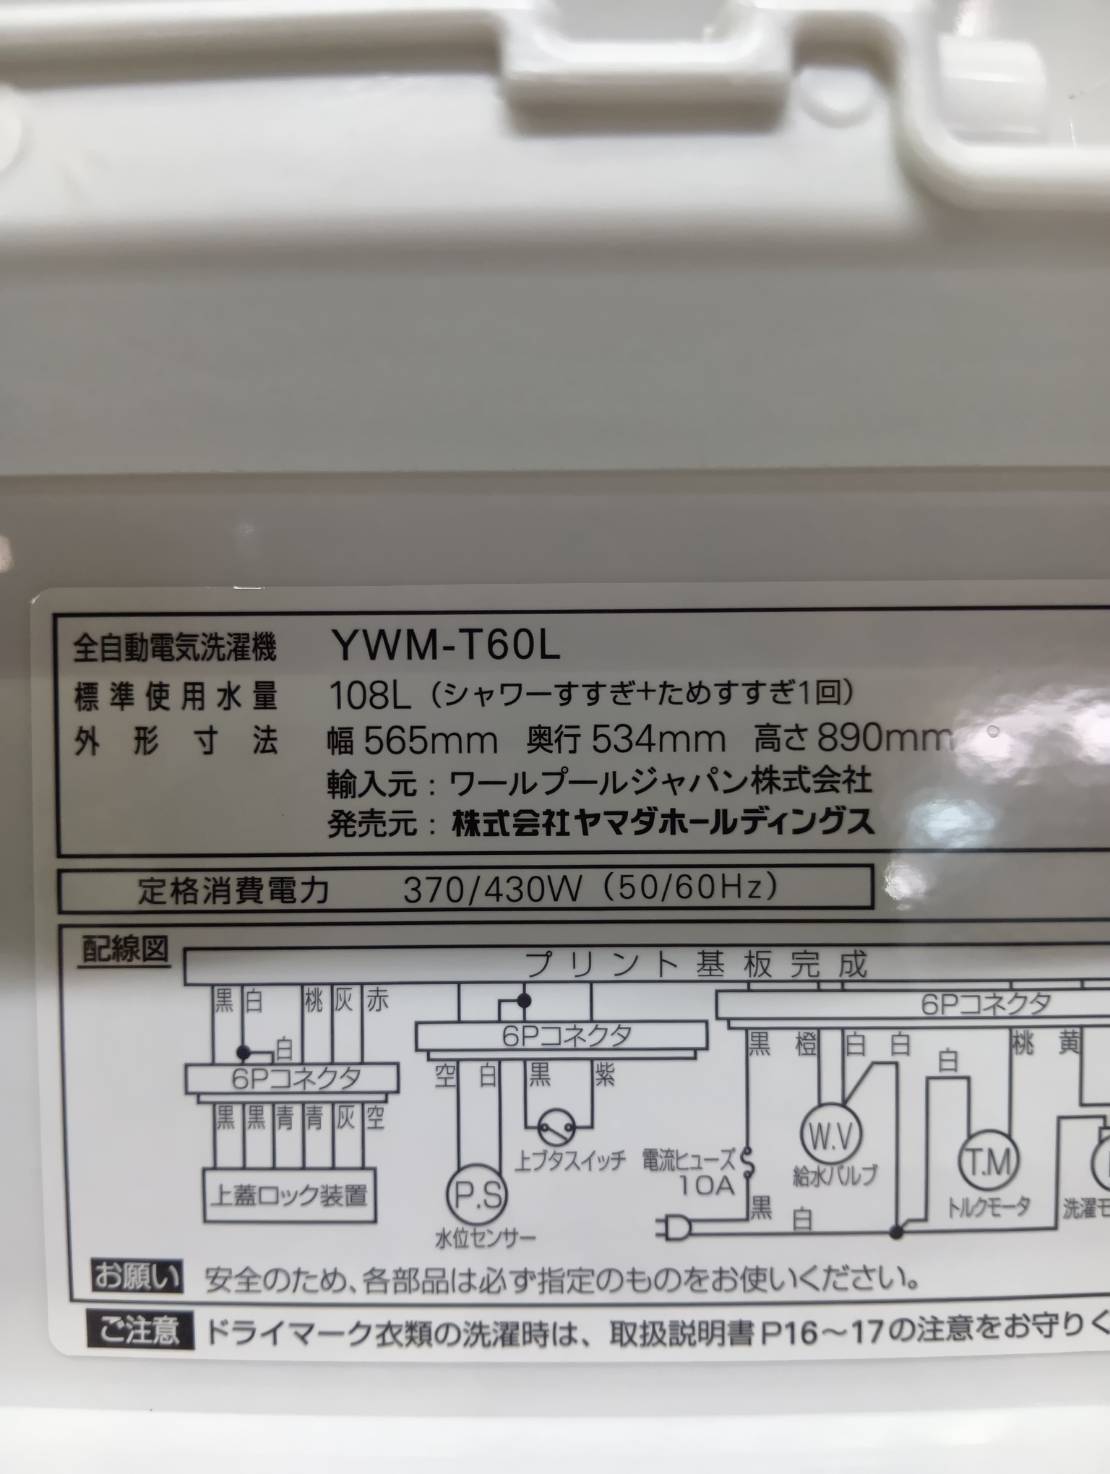 全自動電気洗濯機 YWM-T60L
標準使用水量 108L（シャワーすすぎ+ためすすぎ1回）
外形寸法 幅565mm 奥行534mm 高さ890mm
輸入元：ワールプールジャパン株式会社
発売元：株式会社ヤマダホールディングス
定格消費電力 370/430W（50/60Hz）
配線図
プリント基板完成
黒 白 桃 灰 赤
6Pコネクタ
白
6Pコネクタ
黒 橙 白 白 桃 黄
白
6Pコネクタ
空 白 黒 紫
黒 黒 青 青 灰 空
W.V
給水バルブ
上ブタスイッチ
電流ヒューズ
10A
T.M
トルクモータ
上蓋ロック装置
P.S
水位センサー
黒 白
洗濯モ
お願い 安全のため、各部品は必ず指定のものをお使いください。
ご注意 ドライマーク衣類の洗濯時は、取扱説明書P16〜17の注意をお守りく